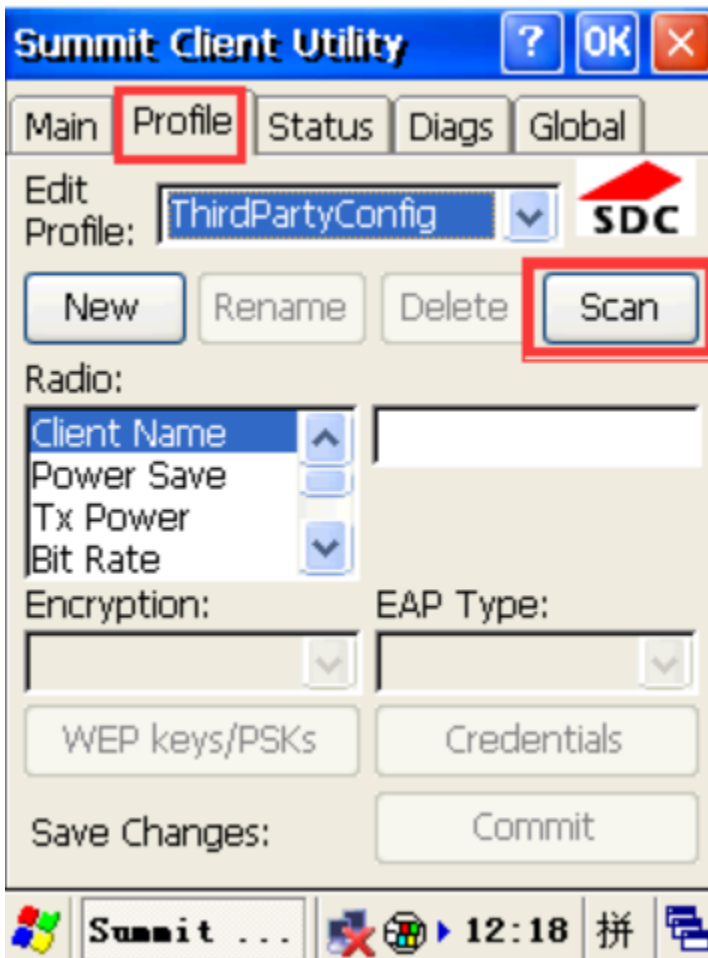 Summit Client Utility ? OK ×
Main Profile Status Diags Global
Edit Profile: ThirdPartyConfig SDC
New Rename Delete Scan
Radio:
Client Name
Power Save
Tx Power
Bit Rate
Encryption: EAP Type:
WEP keys/PSKs Credentials
Save Changes: Commit
Summit ... 12:18 拼